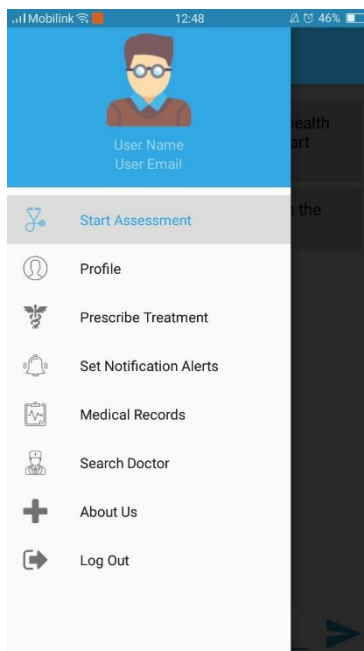 Mobilink 12:48 46%
User Name
User Email
ealth
art
the
Start Assessment
Profile
Prescribe Treatment
Set Notification Alerts
Medical Records
Search Doctor
About Us
Log Out